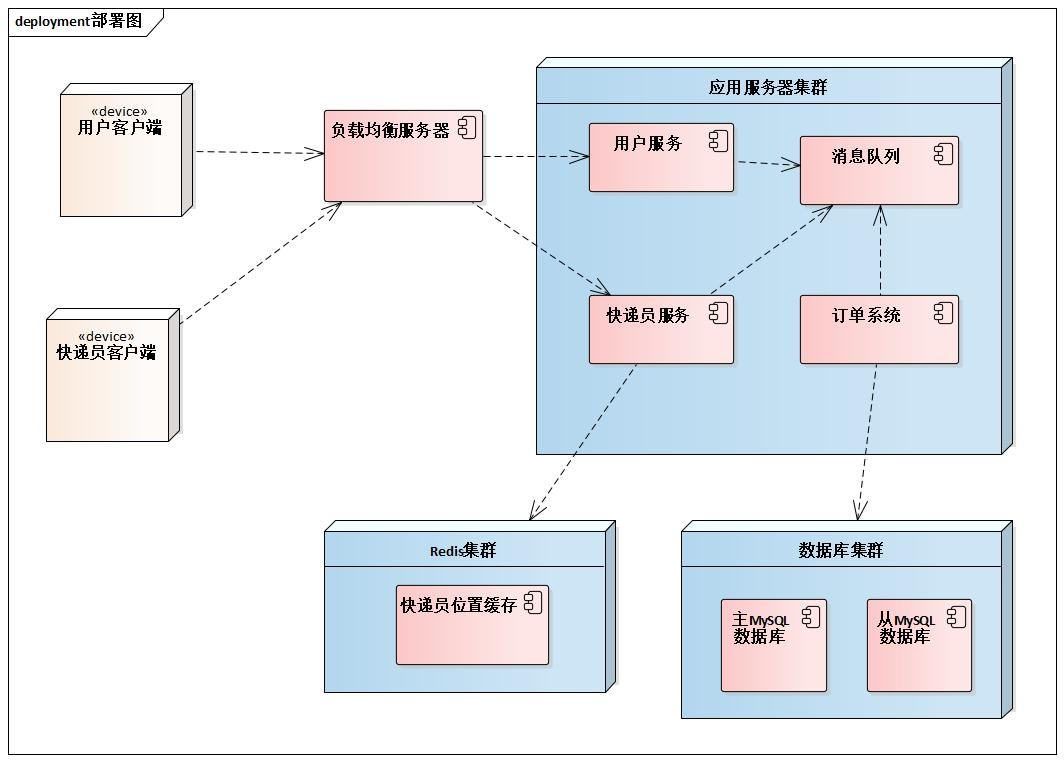 deployment部署图
«device»
用户客户端
«device»
快递员客户端
负载均衡服务器
应用服务器集群
用户服务
消息队列
快递员服务
订单系统
Redis集群
快递员位置缓存
数据库集群
主MySQL
数据库
从MySQL
数据库